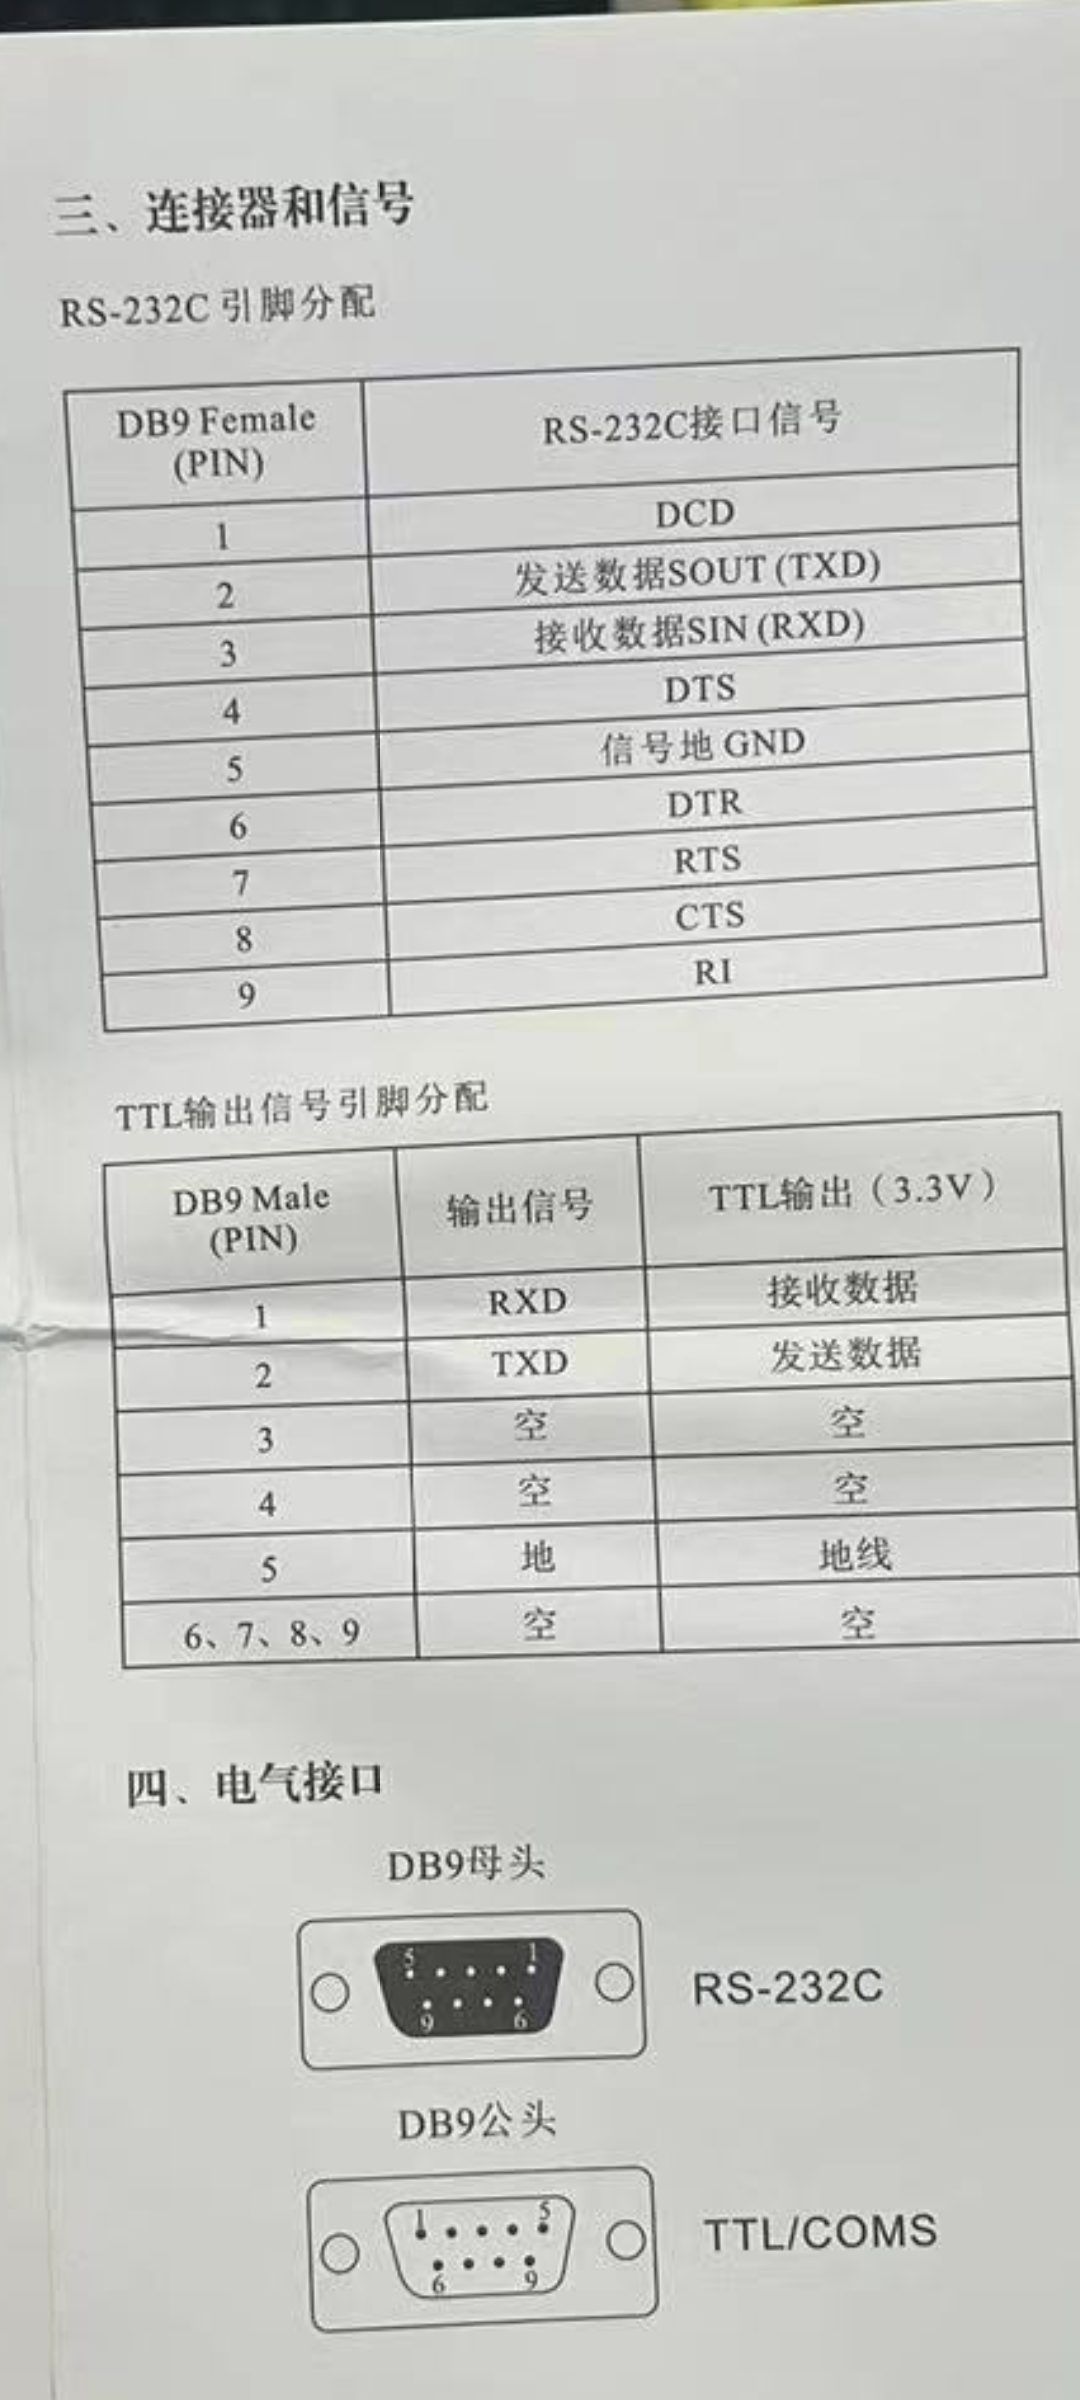 三、连接器和信号
RS-232C 引脚分配
DB9 Female (PIN) RS-232C接口信号
1 DCD
2 发送数据SOUT (TXD)
3 接收数据SIN (RXD)
4 DTS
5 信号地 GND
6 DTR
7 RTS
8 CTS
9 RI
TTL输出信号引脚分配
DB9 Male (PIN) 输出信号 TTL输出（3.3V）
1 RXD 接收数据
2 TXD 发送数据
3 空 空
4 空 空
5 地 地线
6、7、8、9 空 空
四、电气接口
DB9母头
5 1
9 6
RS-232C
DB9公头
1 5
6 9
TTL/COMS